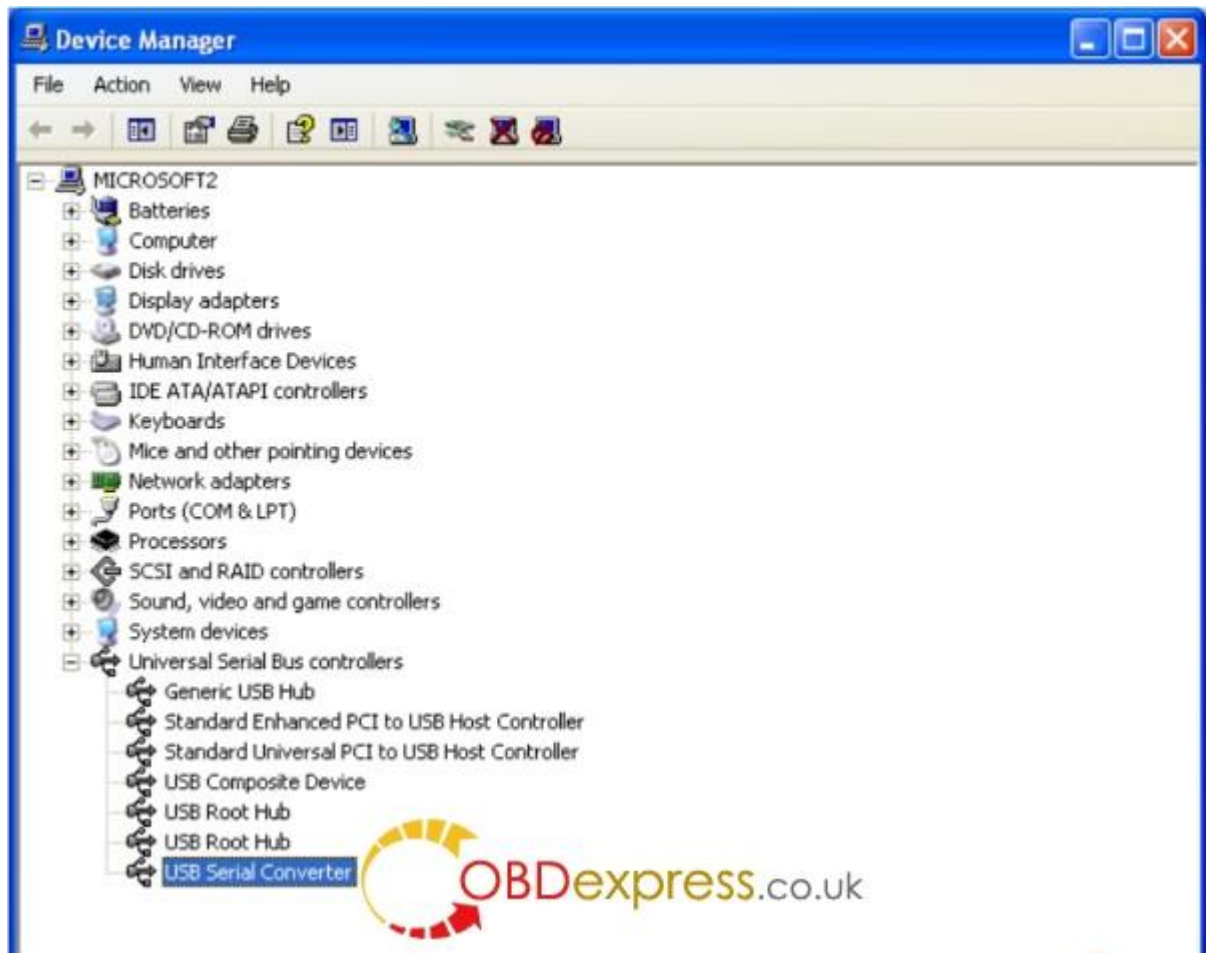 Device Manager
File Action View Help
MICROSOFT2
Batteries
Computer
Disk drives
Display adapters
DVD/CD-ROM drives
Human Interface Devices
IDE ATA/ATAPI controllers
Keyboards
Mice and other pointing devices
Network adapters
Ports (COM & LPT)
Processors
SCSI and RAID controllers
Sound, video and game controllers
System devices
Universal Serial Bus controllers
Generic USB Hub
Standard Enhanced PCI to USB Host Controller
Standard Universal PCI to USB Host Controller
USB Composite Device
USB Root Hub
USB Root Hub
USB Serial Converter
OBDexpress.co.uk